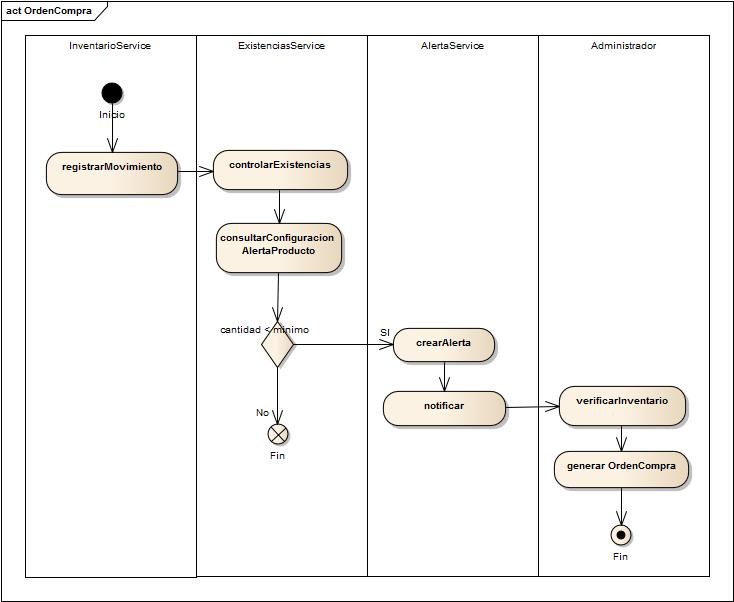 act OrdenCompra
InventarioService
ExistenciasService
AlertaService
Administrador
Inicio
registrarMovimiento
controlarExistencias
consultarConfiguracion
AlertaProducto
cantidad < minimo
SI
crearAlerta
notificar
verificarInventario
No
Fin
generar OrdenCompra
Fin